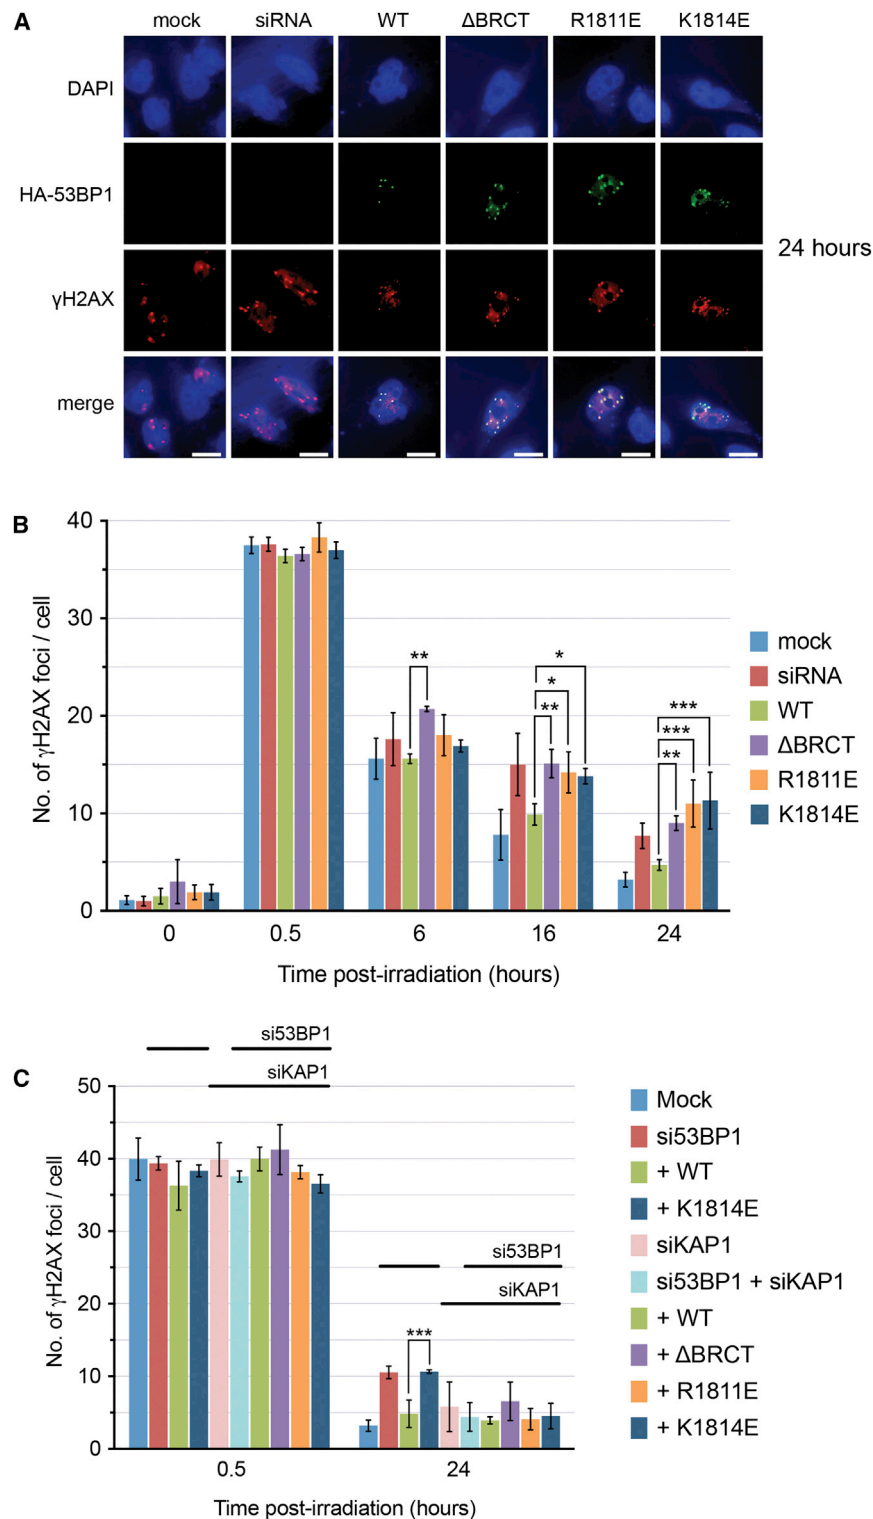 A
mock siRNA WT ΔBRCT R1811E K1814E
DAPI
HA-53BP1
γH2AX
merge
24 hours
B
No. of γH2AX foci / cell
40
30
20
10
0
**
** * *
** *** ***
0 0.5 6 16 24
Time post-irradiation (hours)
mock
siRNA
WT
ΔBRCT
R1811E
K1814E
C
si53BP1
siKAP1
No. of γH2AX foci / cell
50
40
30
20
10
0
si53BP1
siKAP1
***
0.5 24
Time post-irradiation (hours)
Mock
si53BP1
+ WT
+ K1814E
siKAP1
si53BP1 + siKAP1
+ WT
+ ΔBRCT
+ R1811E
+ K1814E